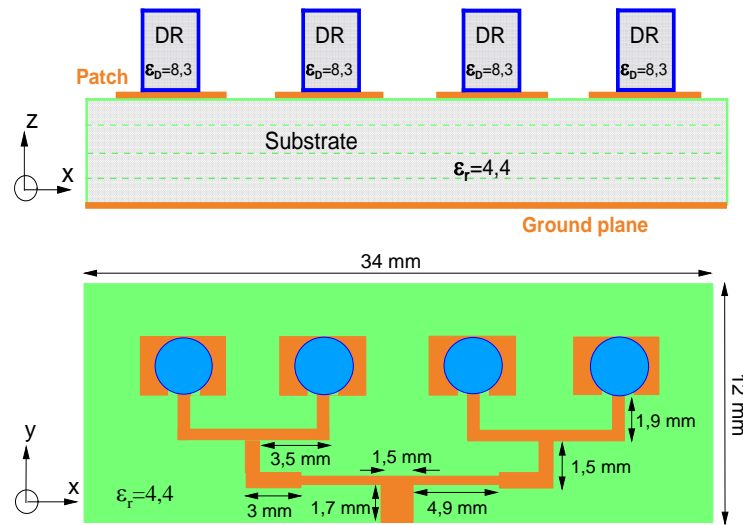 DR DR DR DR
εD=8,3 εD=8,3 εD=8,3 εD=8,3
Patch
z
Substrate
εr=4,4
x
Ground plane
34 mm
12 mm
1,9 mm
y
3,5 mm
1,5 mm
1,5 mm
x
εr=4,4
3 mm
1,7 mm
4,9 mm